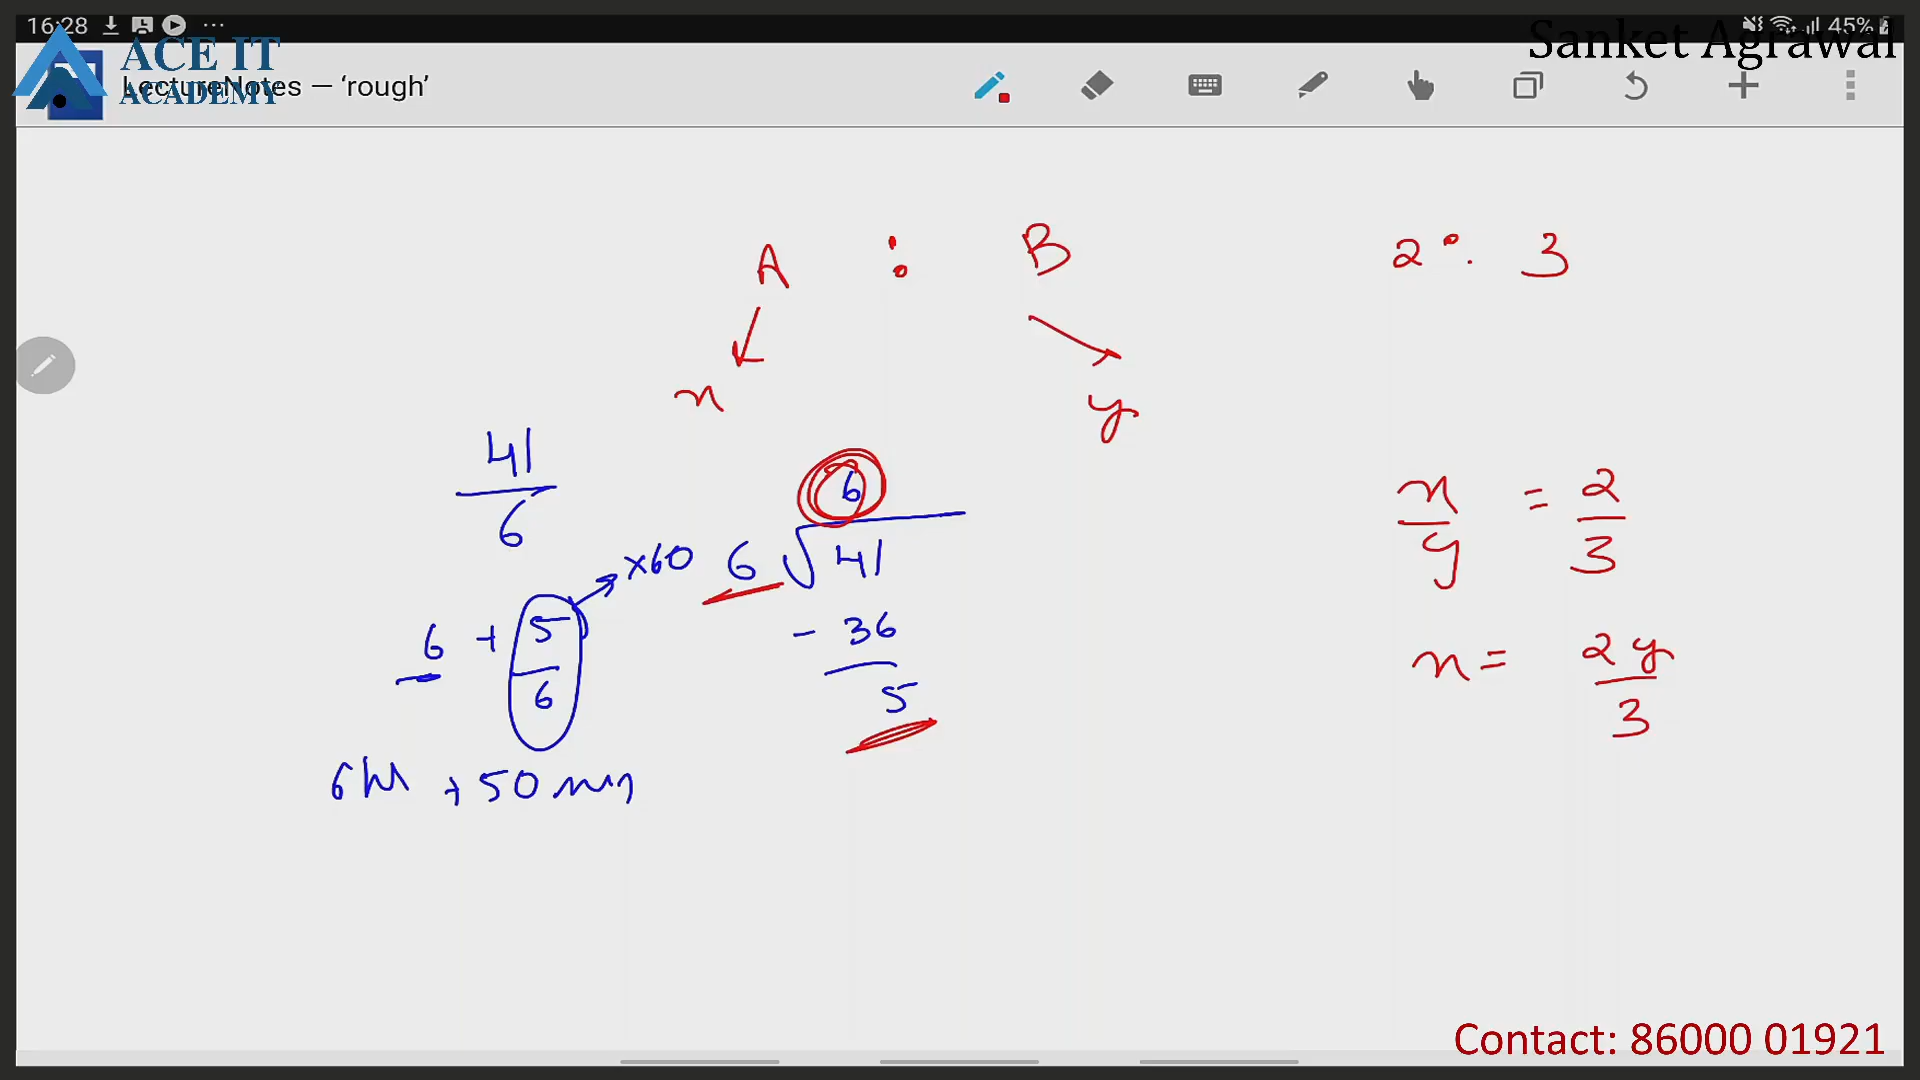 16:28
45%
Sanket Agrawal
ACE IT
ACADEMY
LectureNotes — ‘rough’
A : B
2 : 3
x
y
41
6
6
6 41
- 36
5
×60
6 + 5
6
6 hr + 50 min
x = 2
y 3
x = 2y
3
Contact: 86000 01921